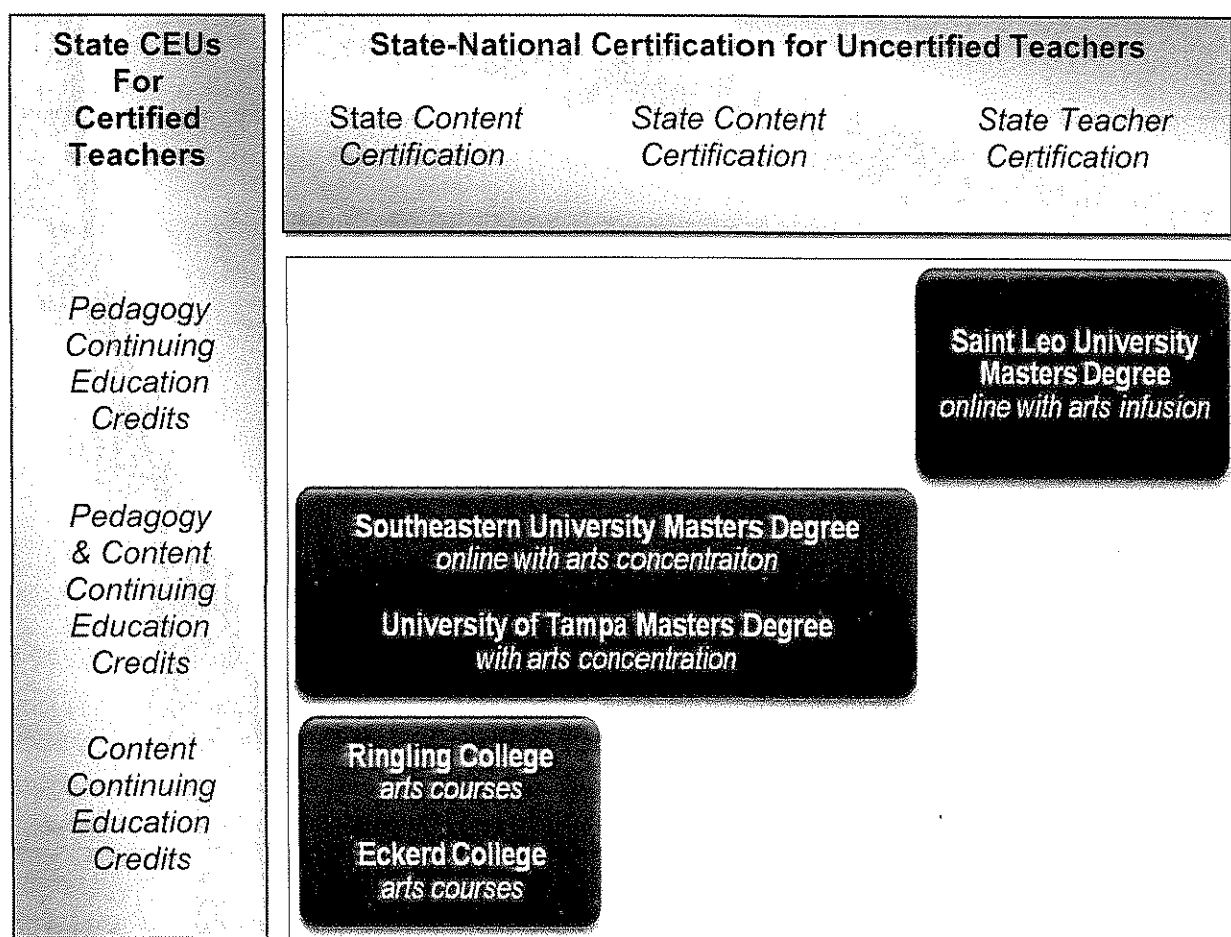 State CEUs
For
Certified
Teachers
State-National Certification for Uncertified Teachers
State Content
Certification
State Content
Certification
State Teacher
Certification
Pedagogy
Continuing
Education
Credits
Saint Leo University
Masters Degree
online with arts infusion
Pedagogy
& Content
Continuing
Education
Credits
Southeastern University Masters Degree
online with arts concentraiton
University of Tampa Masters Degree
with arts concentration
Content
Continuing
Education
Credits
Ringling College
arts courses
Eckerd College
arts courses